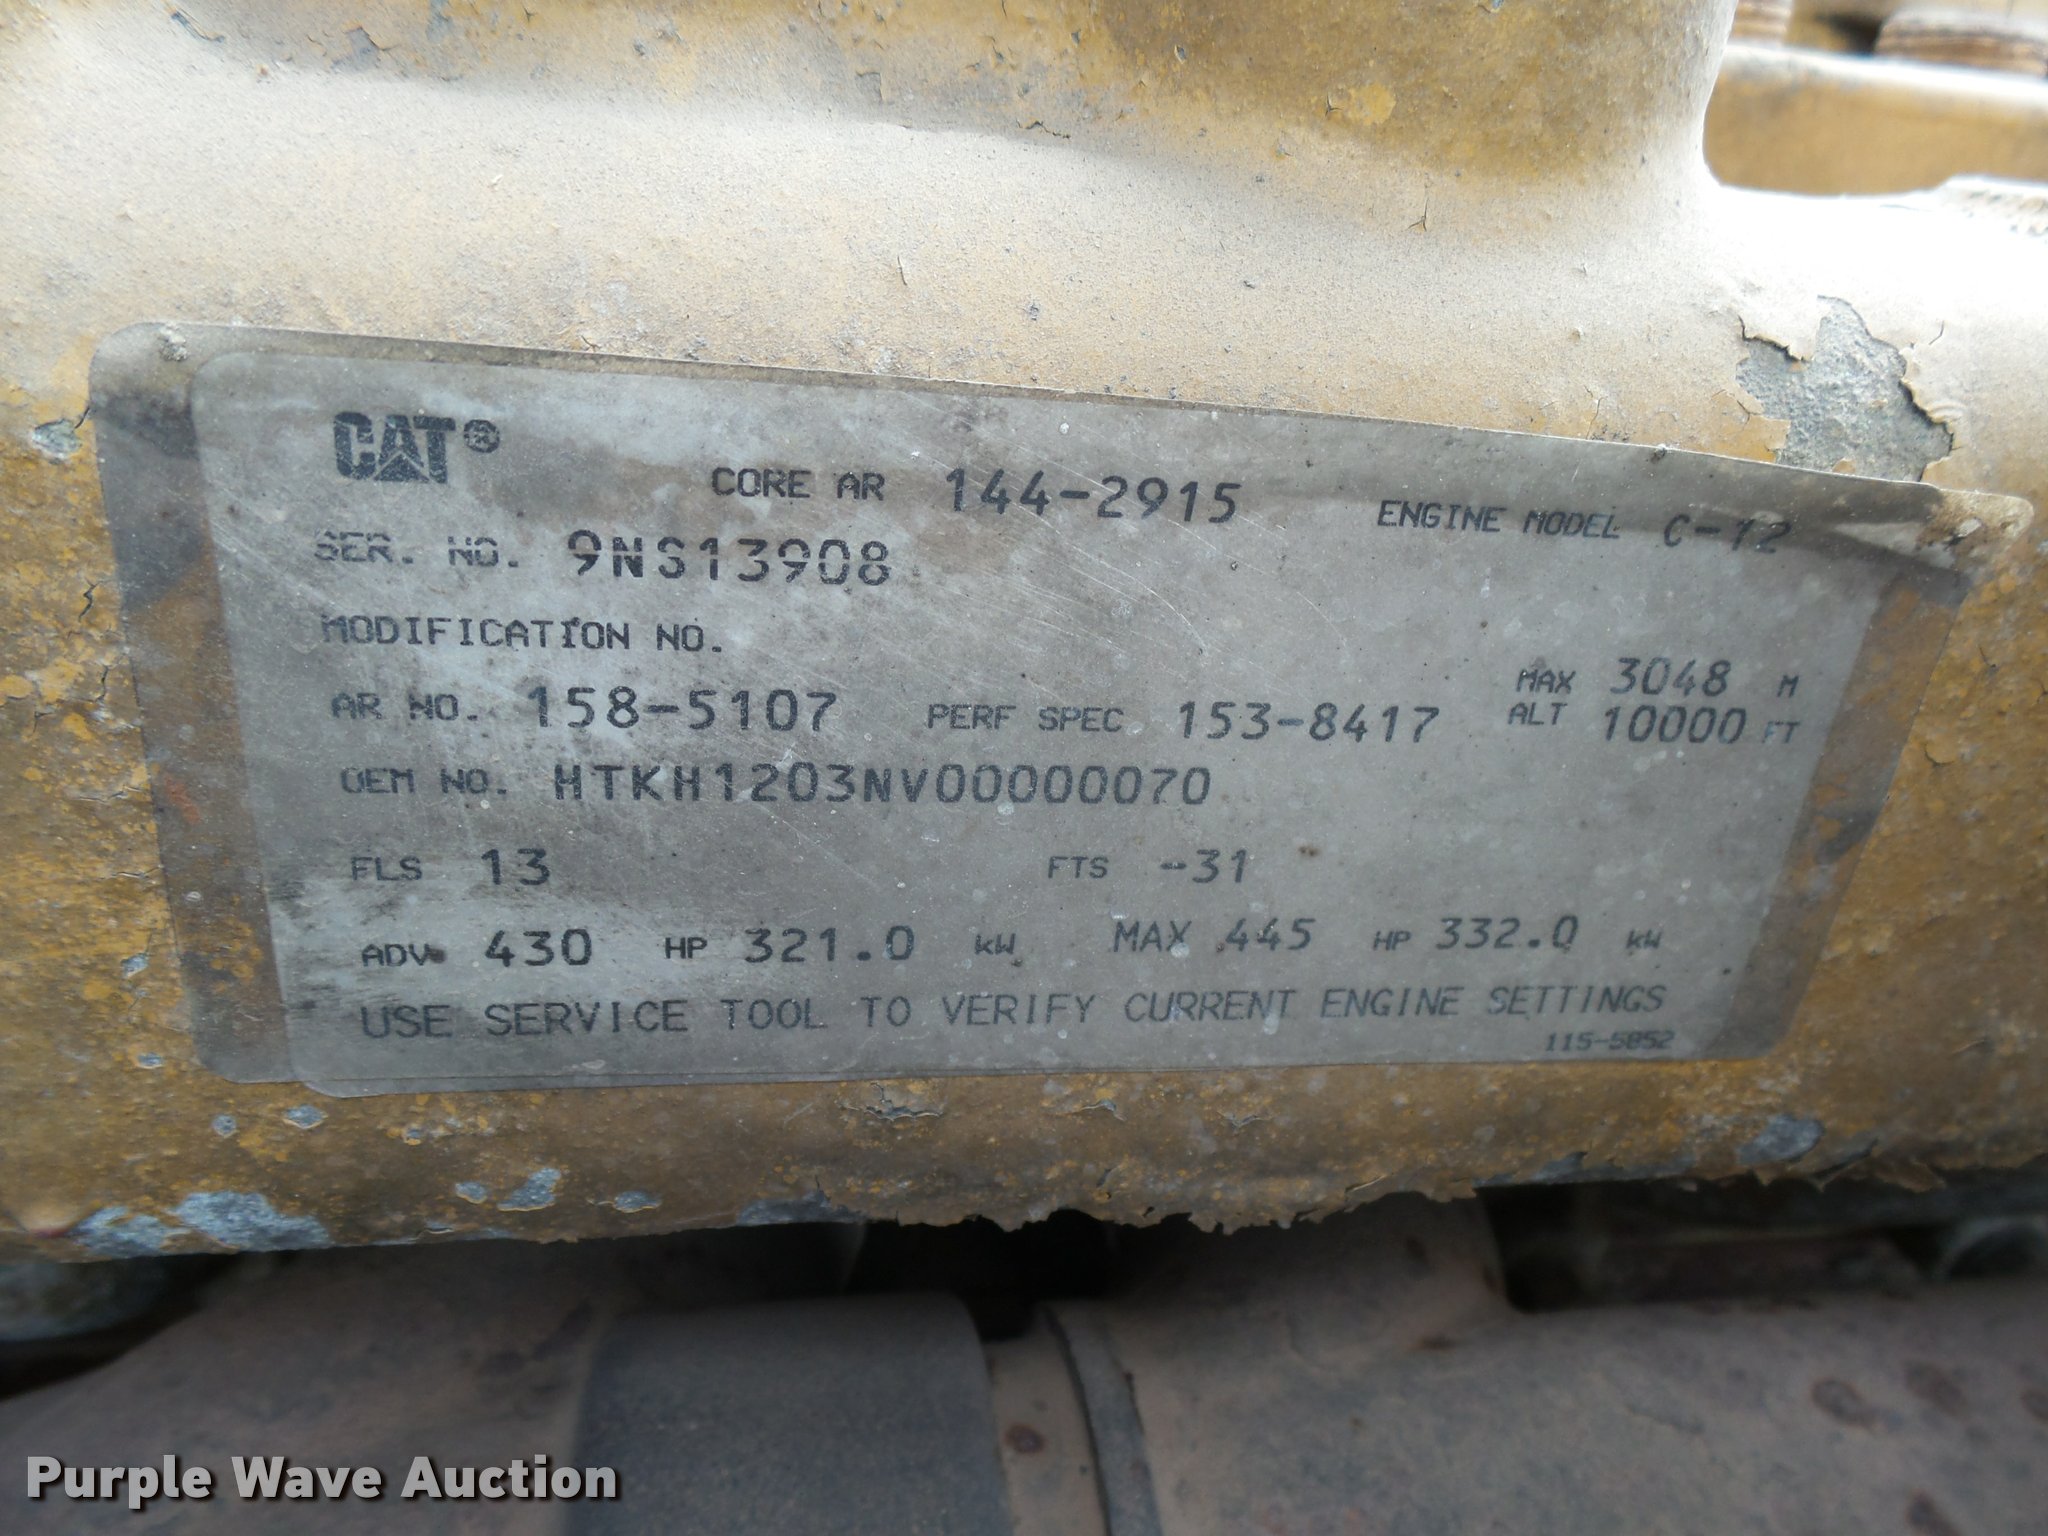 CAT®
CORE AR 144-2915 ENGINE MODEL C-12
SER. NO. 9NS13908
MODIFICATION NO.
AR NO. 158-5107 PERF SPEC 153-8417 MAX ALT 3048 M 10000 FT
OEM NO. HTKH1203NV00000070
FLS 13 FTS -31
ADV 430 HP 321.0 kW MAX 445 HP 332.0 kW
USE SERVICE TOOL TO VERIFY CURRENT ENGINE SETTINGS
115-5852
Purple Wave Auction